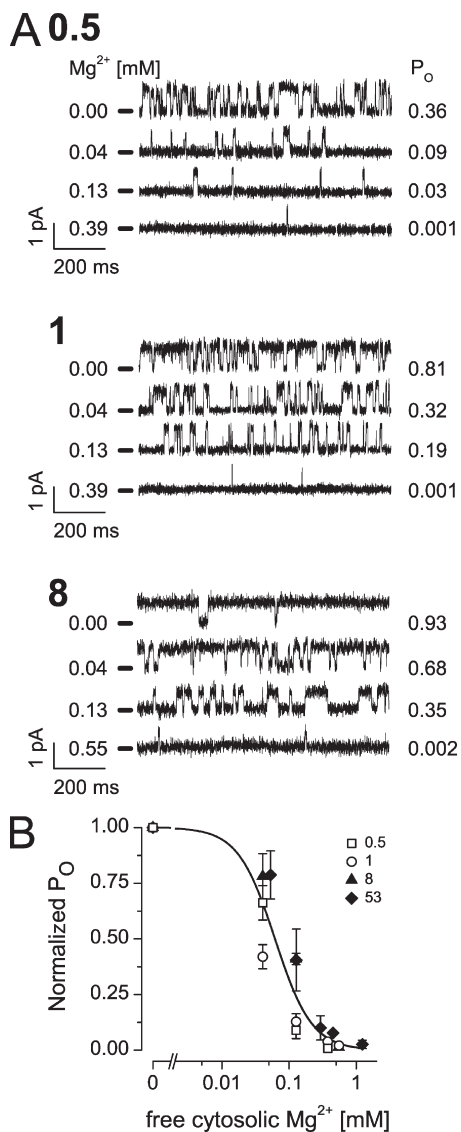 A 0.5
Mg2+ [mM] PO
0.00 0.36
0.04 0.09
0.13 0.03
0.39 0.001
1 pA
200 ms
1
0.00 0.81
0.04 0.32
0.13 0.19
0.39 0.001
1 pA
200 ms
8
0.00 0.93
0.04 0.68
0.13 0.35
0.55 0.002
1 pA
200 ms
B
Normalized PO
1.00
0.75
0.50
0.25
0.00
0.5
1
8
53
0 0.01 0.1 1
free cytosolic Mg2+ [mM]